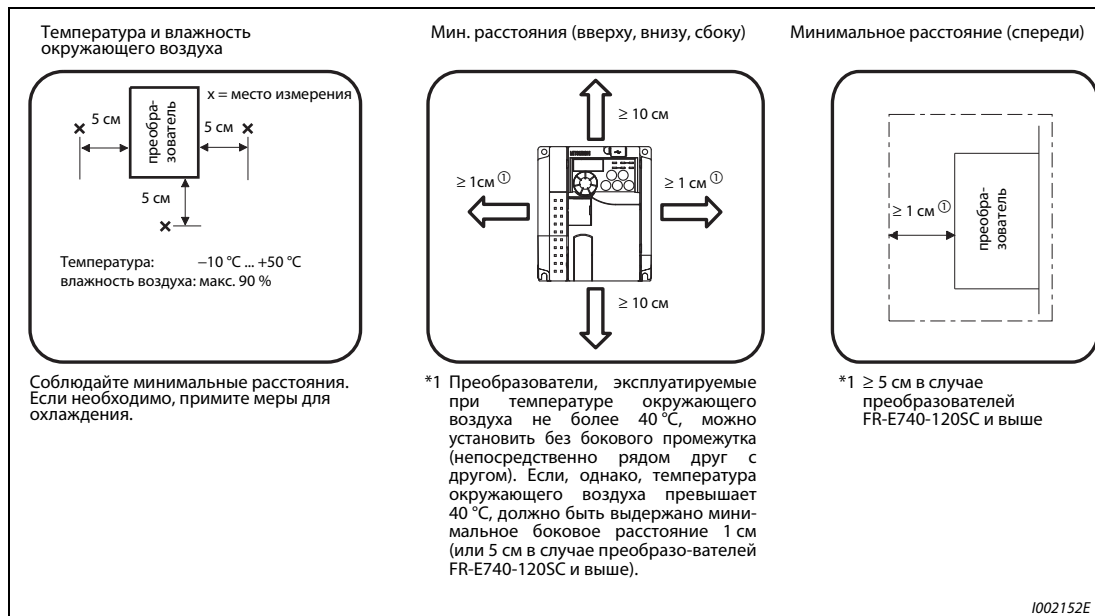 Температура и влажность
окружающего воздуха
x = место измерения
преобра-
зователь
5 см
5 см
5 см
Температура: −10 °C ... +50 °C
влажность воздуха: макс. 90 %
Соблюдайте минимальные расстояния.
Если необходимо, примите меры для
охлаждения.
Мин. расстояния (вверху, внизу, сбоку)
≥ 10 см
≥ 1см ①
≥ 1 см ①
≥ 10 см
*1 Преобразователи, эксплуатируемые
при температуре окружающего
воздуха не более 40 °C, можно
установить без бокового промежутка
(непосредственно рядом друг с
другом). Если, однако, температура
окружающего воздуха превышает
40 °C, должно быть выдержано мини-
мальное боковое расстояние 1 см
(или 5 см в случае преобразо-вателей
FR-E740-120SC и выше).
Минимальное расстояние (спереди)
≥ 1 см ①
преобра-
зователь
*1 ≥ 5 см в случае
преобразователей
FR-E740-120SC и выше
I002152E